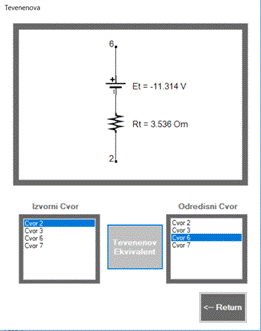 Tevenenova
6
+
Et = -11.314 V
Rt = 3.536 Om
2
Izvorni Cvor
Odredisni Cvor
Cvor 2
Cvor 3
Cvor 6
Cvor 7
Tevenenov
Ekvivalent
Cvor 2
Cvor 3
Cvor 6
Cvor 7
<-- Return